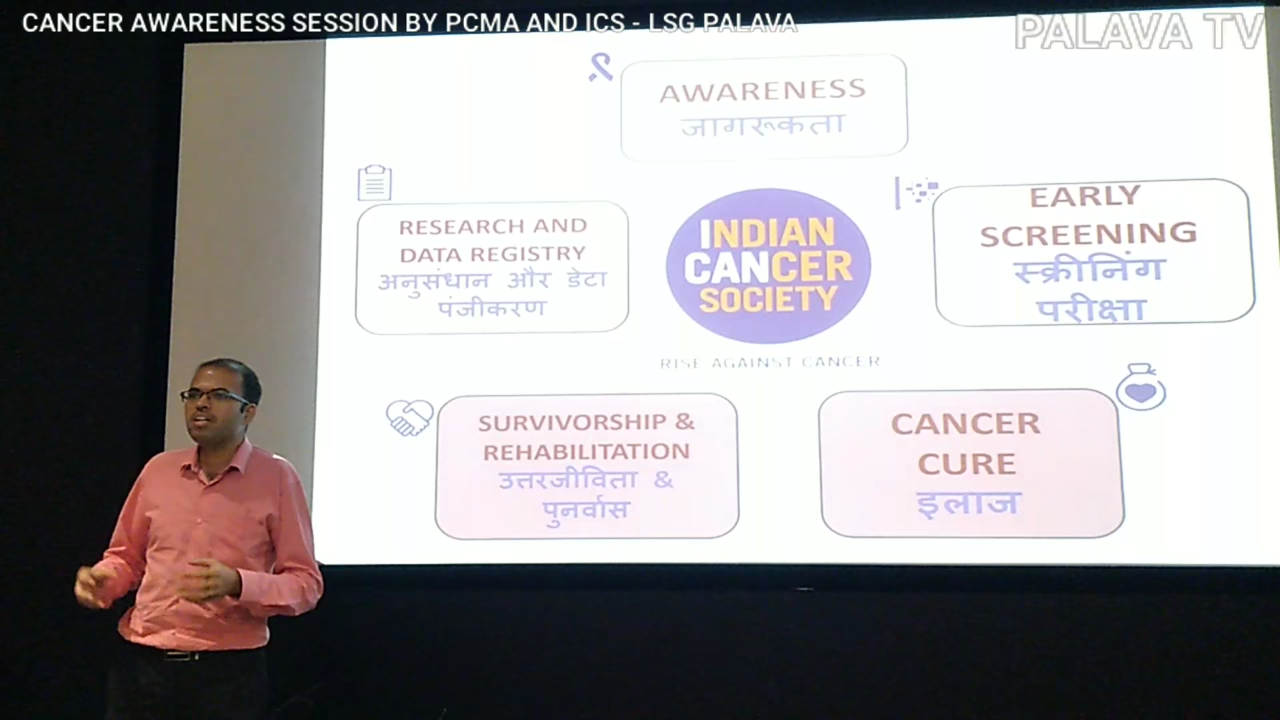 CANCER AWARENESS SESSION BY PCMA AND ICS - LSG PALAVA
PALAVA TV
AWARENESS
जागरूकता
RESEARCH AND
DATA REGISTRY
अनुसंधान और डेटा
पंजीकरण
INDIAN
CANCER
SOCIETY
RISE AGAINST CANCER
EARLY
SCREENING
स्क्रीनिंग
परीक्षा
SURVIVORSHIP &
REHABILITATION
उत्तरजीविता &
पुनर्वास
CANCER
CURE
इलाज